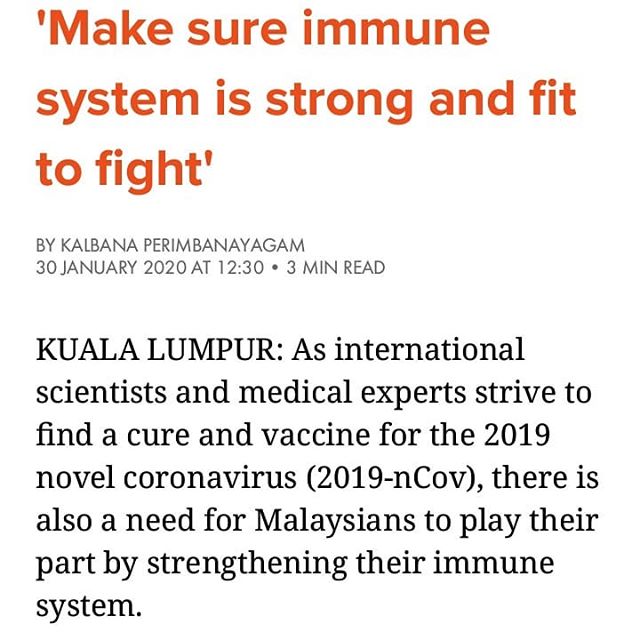 'Make sure immune
system is strong and fit
to fight'
BY KALBANA PERIMBANAYAGAM
30 JANUARY 2020 AT 12:30 • 3 MIN READ
KUALA LUMPUR: As international
scientists and medical experts strive to
find a cure and vaccine for the 2019
novel coronavirus (2019-nCov), there is
also a need for Malaysians to play their
part by strengthening their immune
system.